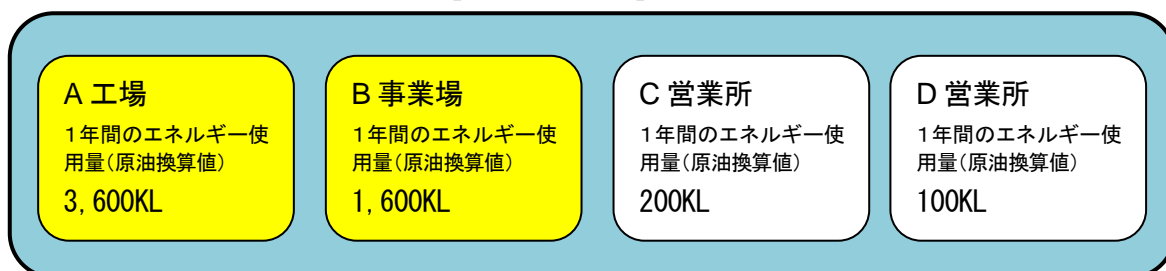 A工場
1年間のエネルギー使
用量(原油換算値)
3,600KL
B事業場
1年間のエネルギー使
用量(原油換算値)
1,600KL
C営業所
1年間のエネルギー使
用量(原油換算値)
200KL
D営業所
1年間のエネルギー使
用量(原油換算値)
100KL